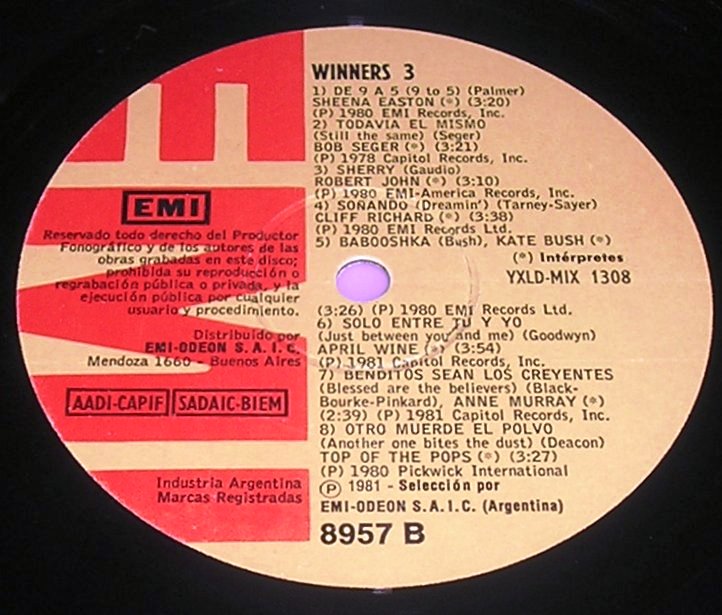 WINNERS 3
1) DE 9 A 5 (9 to 5) (Palmer)
SHEENA EASTON (*) (3:20)
(P) 1980 EMI Records, Inc.
2) TODAVIA EL MISMO
(Still the same) (Seger)
BOB SEGER (*) (3:21)
(P) 1978 Capitol Records, Inc.
3) SHERRY (Gaudio)
ROBERT JOHN (*) (3:10)
(P) 1980 EMI-America Records, Inc.
4) SOÑANDO (Dreamin') (Tarney-Sayer)
CLIFF RICHARD (*) (3:38)
(P) 1980 EMI Records Ltd.
5) BABOOSHKA (Bush), KATE BUSH (*)
(*) Intérpretes
YXLD-MIX 1308
(3:26) (P) 1980 EMI Records Ltd.
6) SOLO ENTRE TU Y YO
(Just between you and me) (Goodwyn)
APRIL WINE (*) (3:54)
(P) 1981 Capitol Records, Inc.
7) BENDITOS SEAN LOS CREYENTES
(Blessed are the believers) (Black-
Bourke-Pinkard), ANNE MURRAY (*)
(2:39) (P) 1981 Capitol Records, Inc.
8) OTRO MUERDE EL POLVO
(Another one bites the dust) (Deacon)
TOP OF THE POPS (*) (3:27)
(P) 1980 Pickwick International
Ⓟ 1981 - Selección por
EMI-ODEON S.A.I.C. (Argentina)
8957 B
EMI
EMI
Reservado todo derecho del Productor
Fonográfico y de los autores de las
obras grabadas en este disco;
prohibida su reproducción o
regrabación pública o privada, y la
ejecución pública por cualquier
usuario y procedimiento.
Distribuido por
EMI-ODEON S.A.I.C.
Mendoza 1660 - Buenos Aires
AADI-CAPIF SADAIC-BIEM
Industria Argentina
Marcas Registradas